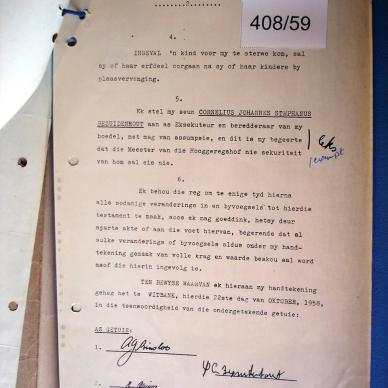 408/59
4.
INGEVAL 'n kind voor my te sterwe kom, sal
sy of haar erfdeel oorgaan na sy of haar kinders by
plaasvervanging.
5.
Ek stel my seun CORNELIUS JOHANNES STEPHANUS
BEZUIDENHOUT aan as Eksekuteur en beredderaar van my
boedel, met mag van assumpsie, en dit is my begeerte
dat die Meester van die Hooggeregshof nie sekuriteit
van hom sal eis nie.
Eks
6.
Ek behou die reg om te enige tyd hierna
alle sodanige veranderings in en byvoegsels tot hierdie
testament te maak, soos ek mag goeddink, hetsy deur
aparte akte of aan die voet hiervan, begerende dat al
sulke veranderings of byvoegsels aldus onder my hand-
tekening gemaak van volle krag en waarde beskou sal word
asof dit hierin ingevolg is.
TEN BEWYSE WAARVAN ek hieraan my handtekening
geheg het te WITBANK, hierdie 22ste dag van OKTOBER, 1958,
in die teenwoordigheid van die ondergetekende getuie:
AS GETUIE:
1.
2.